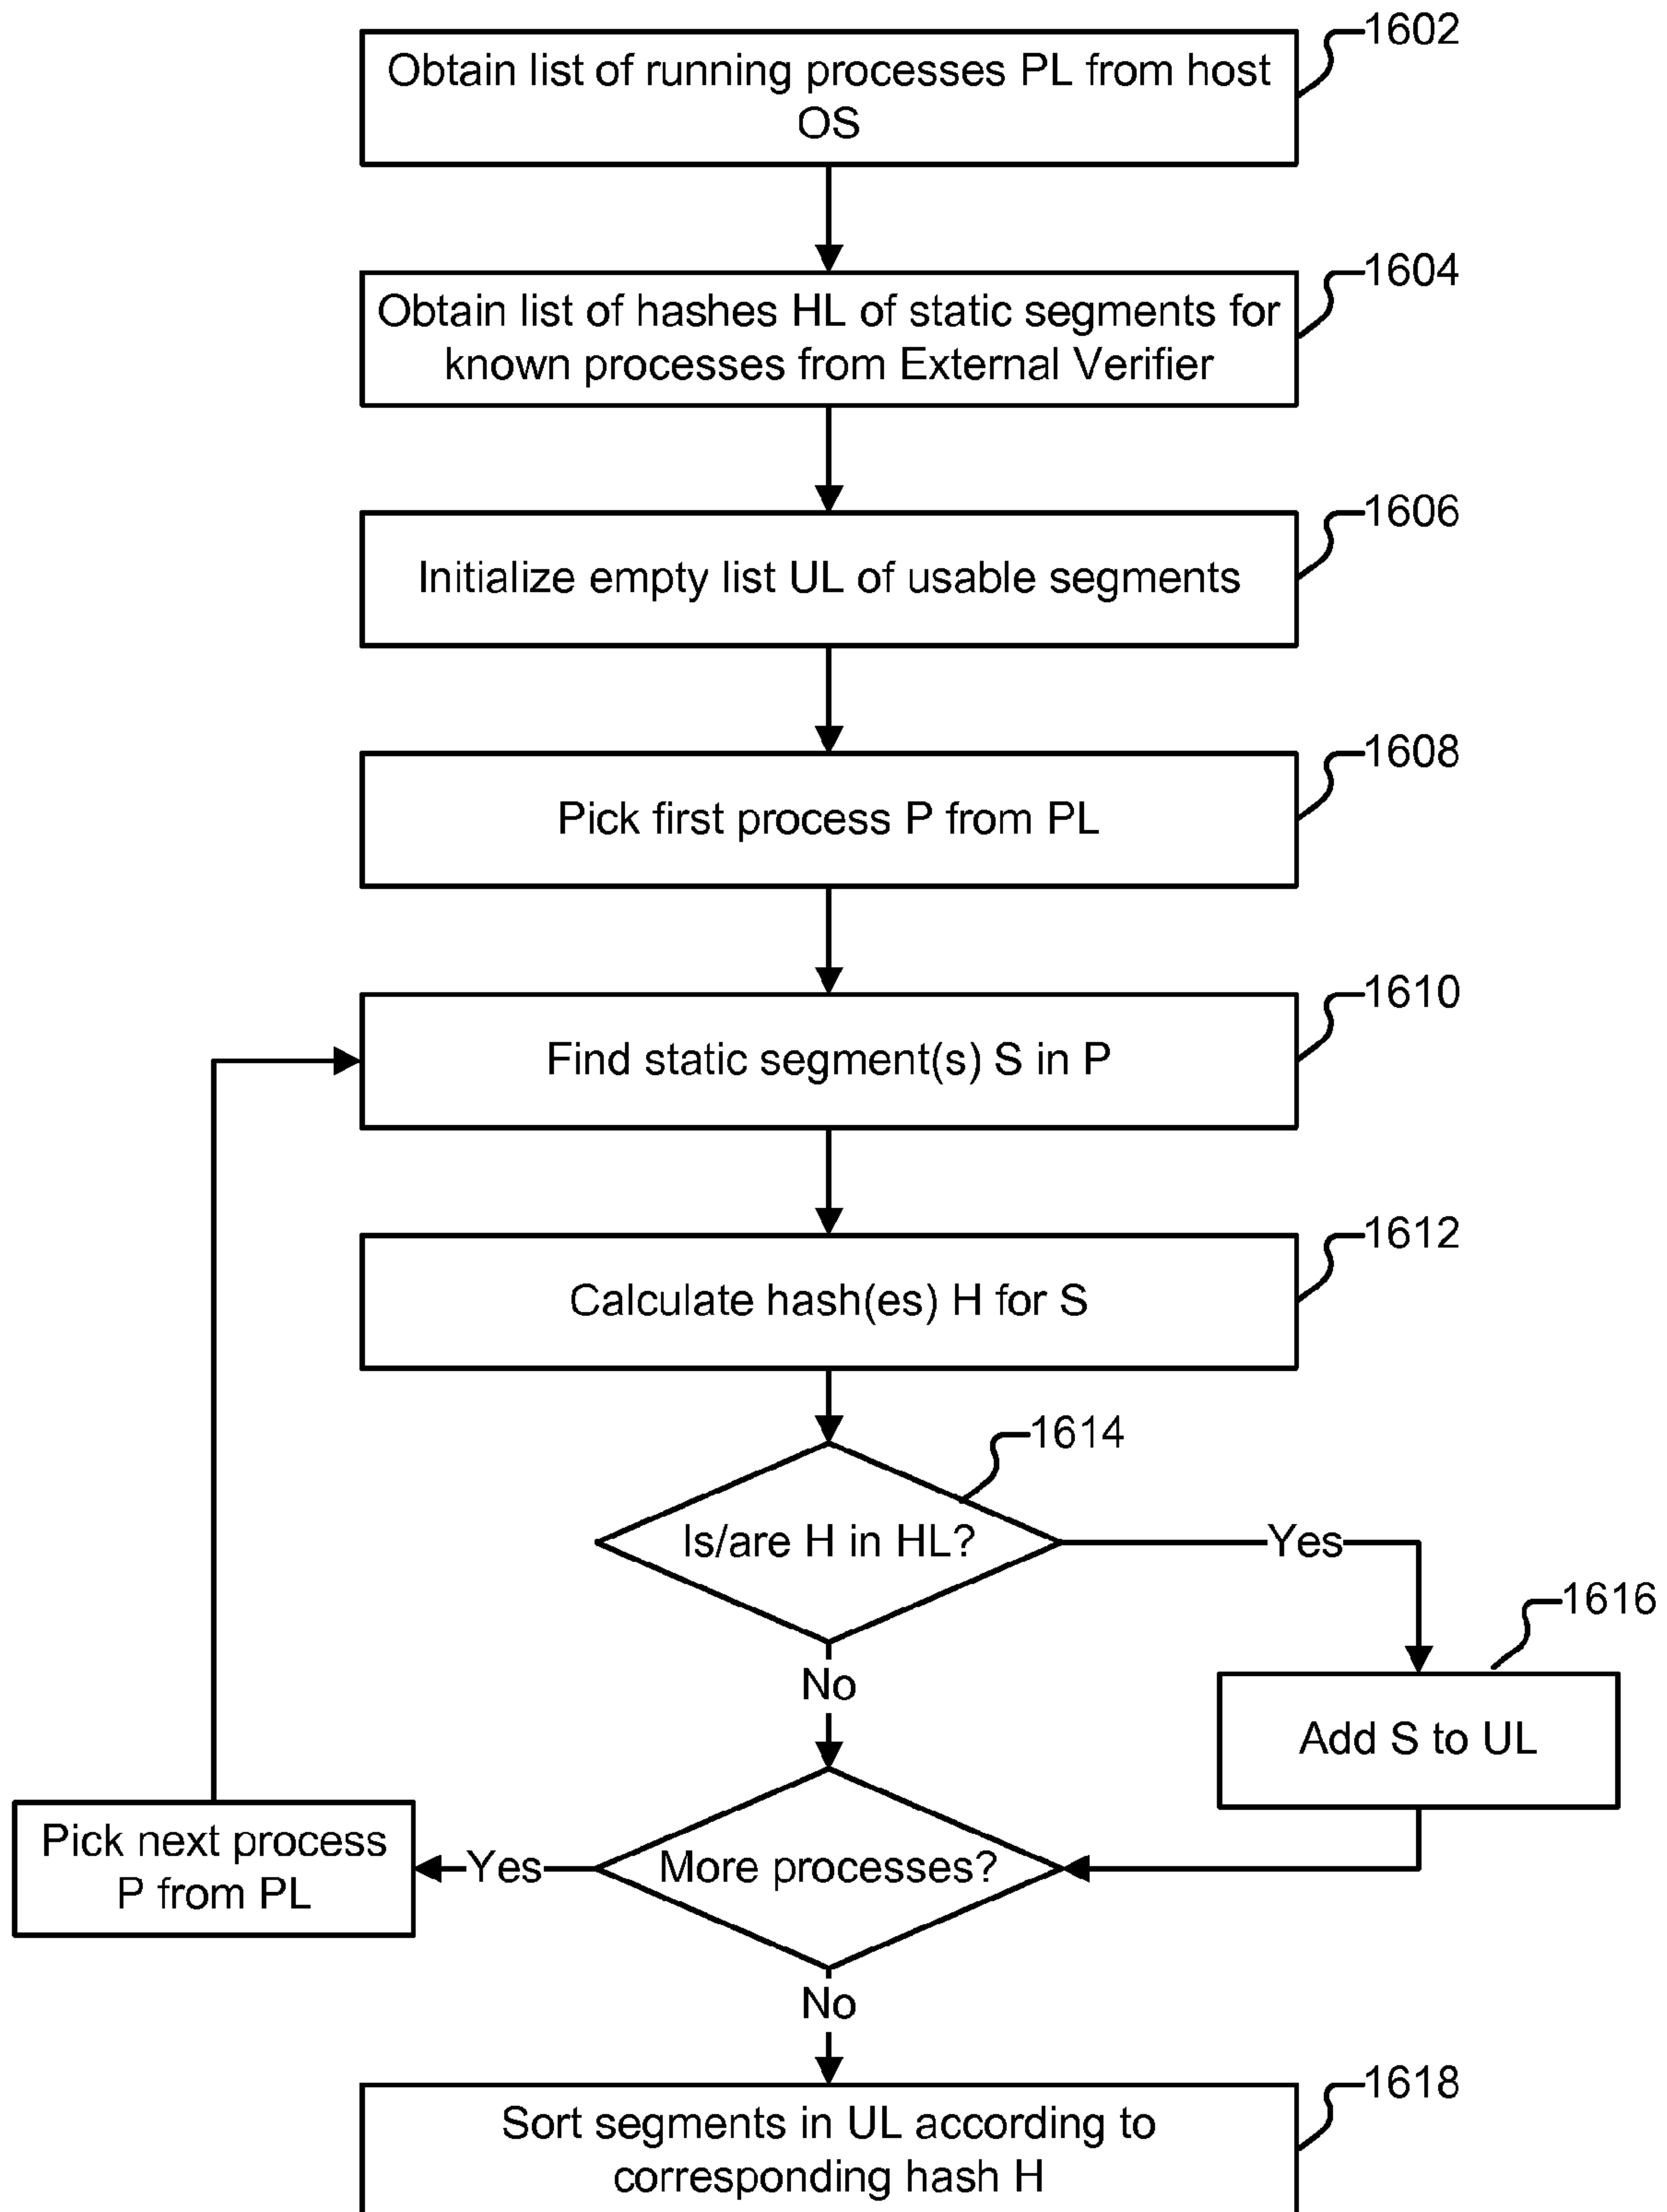 1602
Obtain list of running processes PL from host
OS
1604
Obtain list of hashes HL of static segments for
known processes from External Verifier
1606
Initialize empty list UL of usable segments
1608
Pick first process P from PL
1610
Find static segment(s) S in P
1612
Calculate hash(es) H for S
1614
Is/are H in HL?
Yes
1616
No
Add S to UL
Pick next process
P from PL
Yes
More processes?
No
1618
Sort segments in UL according to
corresponding hash H